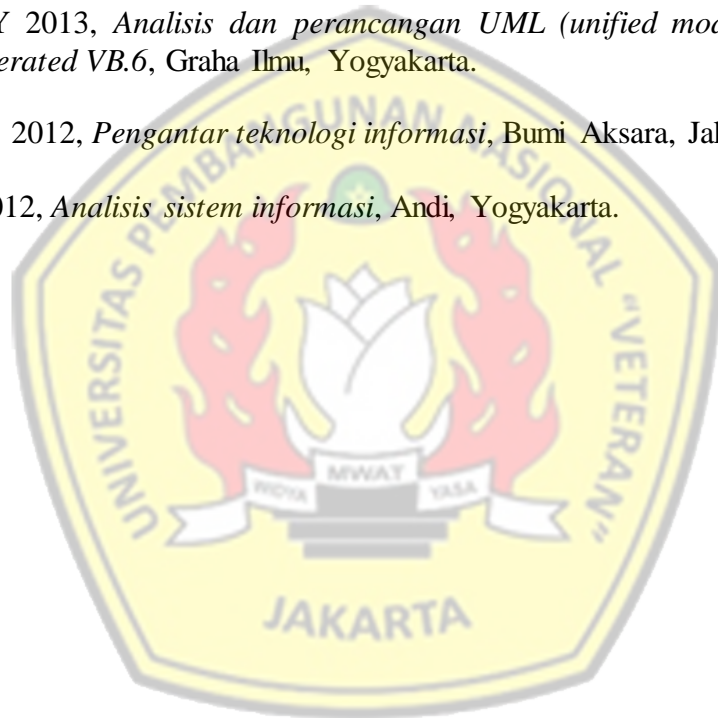 Y 2013, Analisis dan perancangan UML (unified mod
erated VB.6, Graha Ilmu, Yogyakarta.
2012, Pengantar teknologi informasi, Bumi Aksara, Jal
012, Analisis sistem informasi, Andi, Yogyakarta.
UNIVERSITAS PEMBANGUNAN NASIONAL "VETERAN"
WIDYA MWAT YASA
JAKARTA